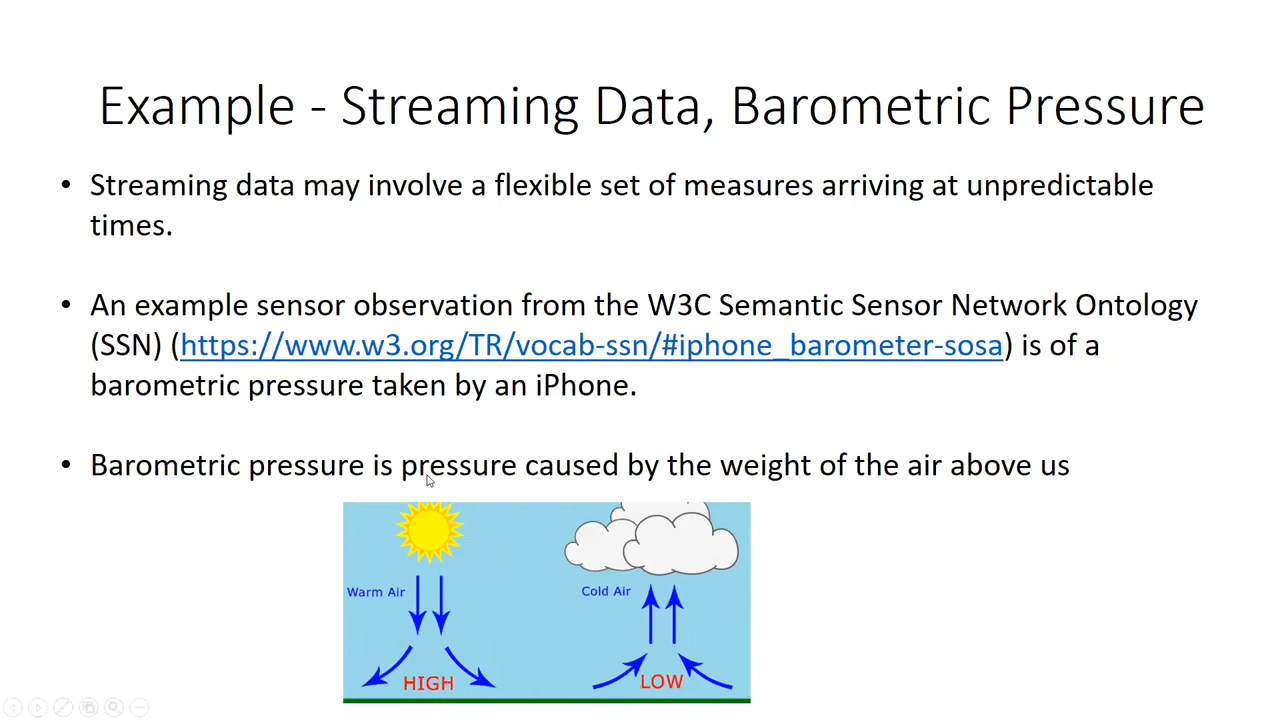 Example - Streaming Data, Barometric Pressure
• Streaming data may involve a flexible set of measures arriving at unpredictable
times.
• An example sensor observation from the W3C Semantic Sensor Network Ontology
(SSN) (https://www.w3.org/TR/vocab-ssn/#iphone_barometer-sosa) is of a
barometric pressure taken by an iPhone.
• Barometric pressure is pressure caused by the weight of the air above us
Warm Air
HIGH
Cold Air
LOW